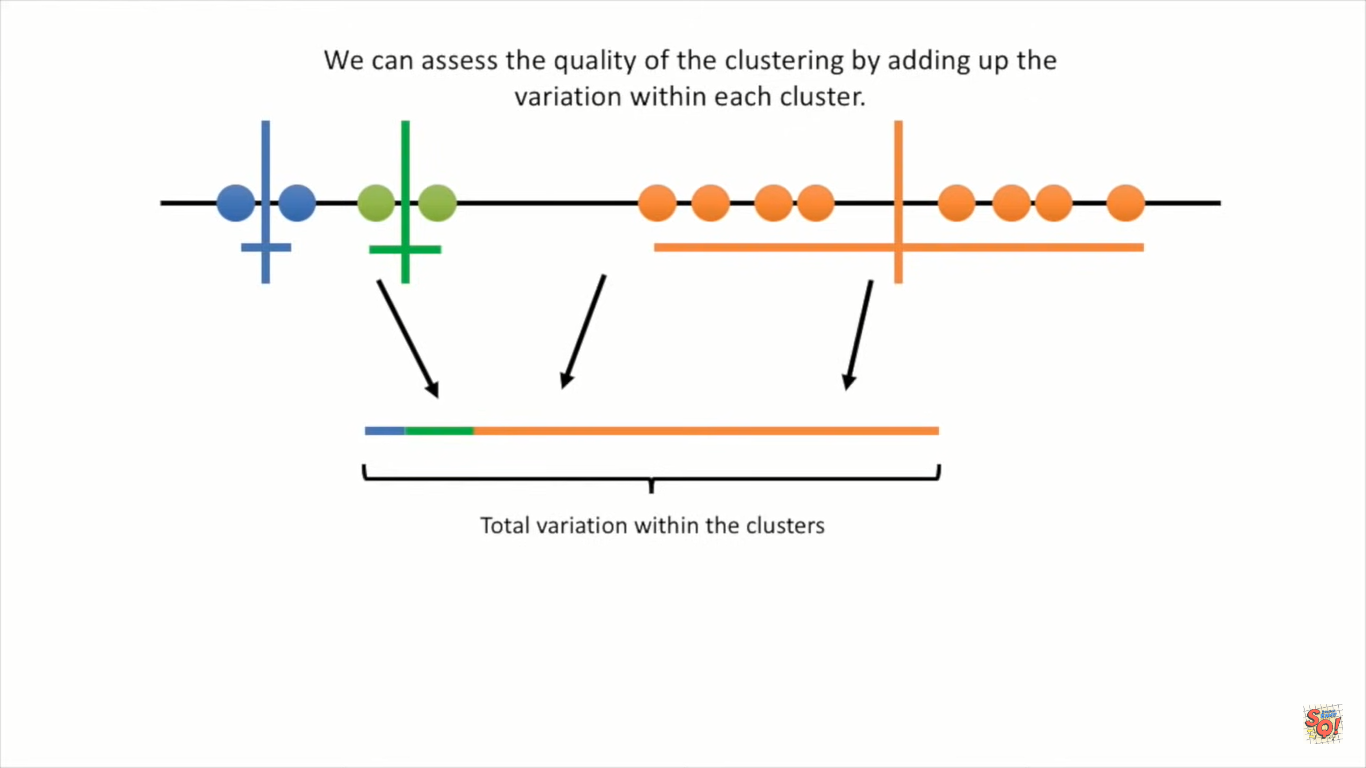 We can assess the quality of the clustering by adding up the
variation within each cluster.
Total variation within the clusters
SQ!